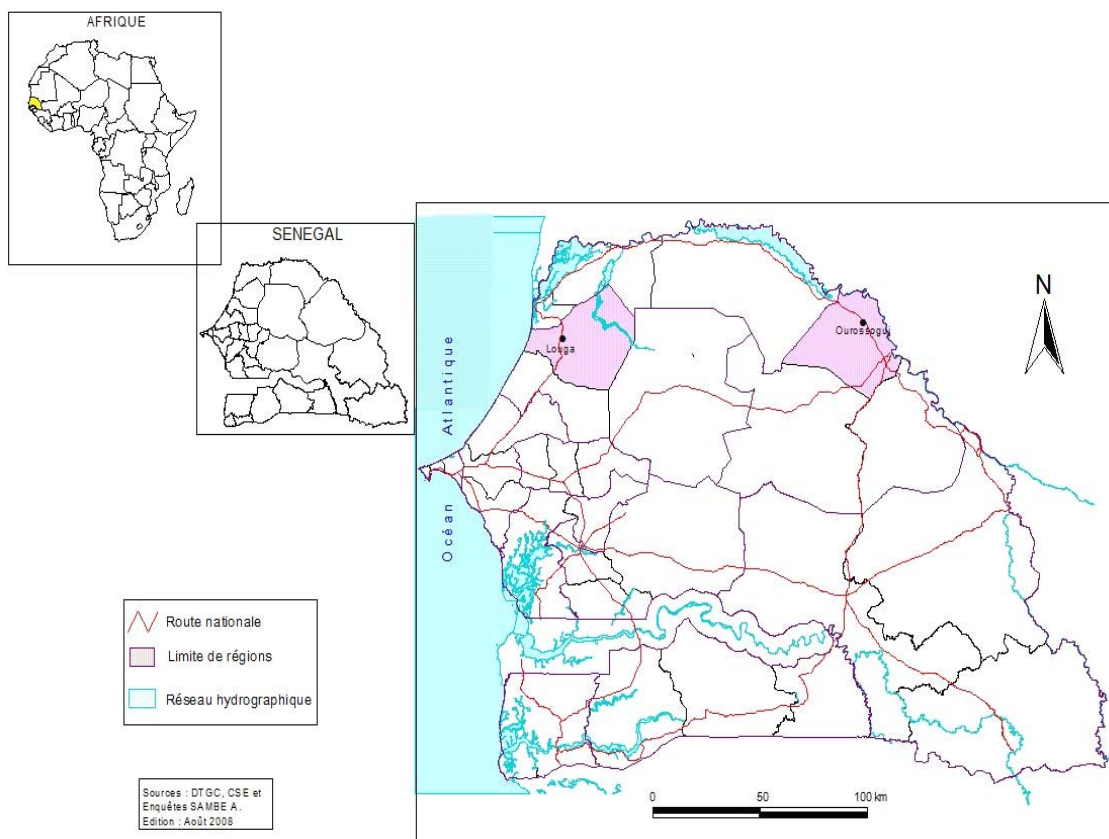 AFRIQUE
SENEGAL
N
Ourossogui
Louga
Océan Atlantique
Route nationale
Limite de régions
Réseau hydrographique
Sources : DTGC, CSE et
Enquêtes SAMBE A.
Edition : Août 2008
0 50 100 km